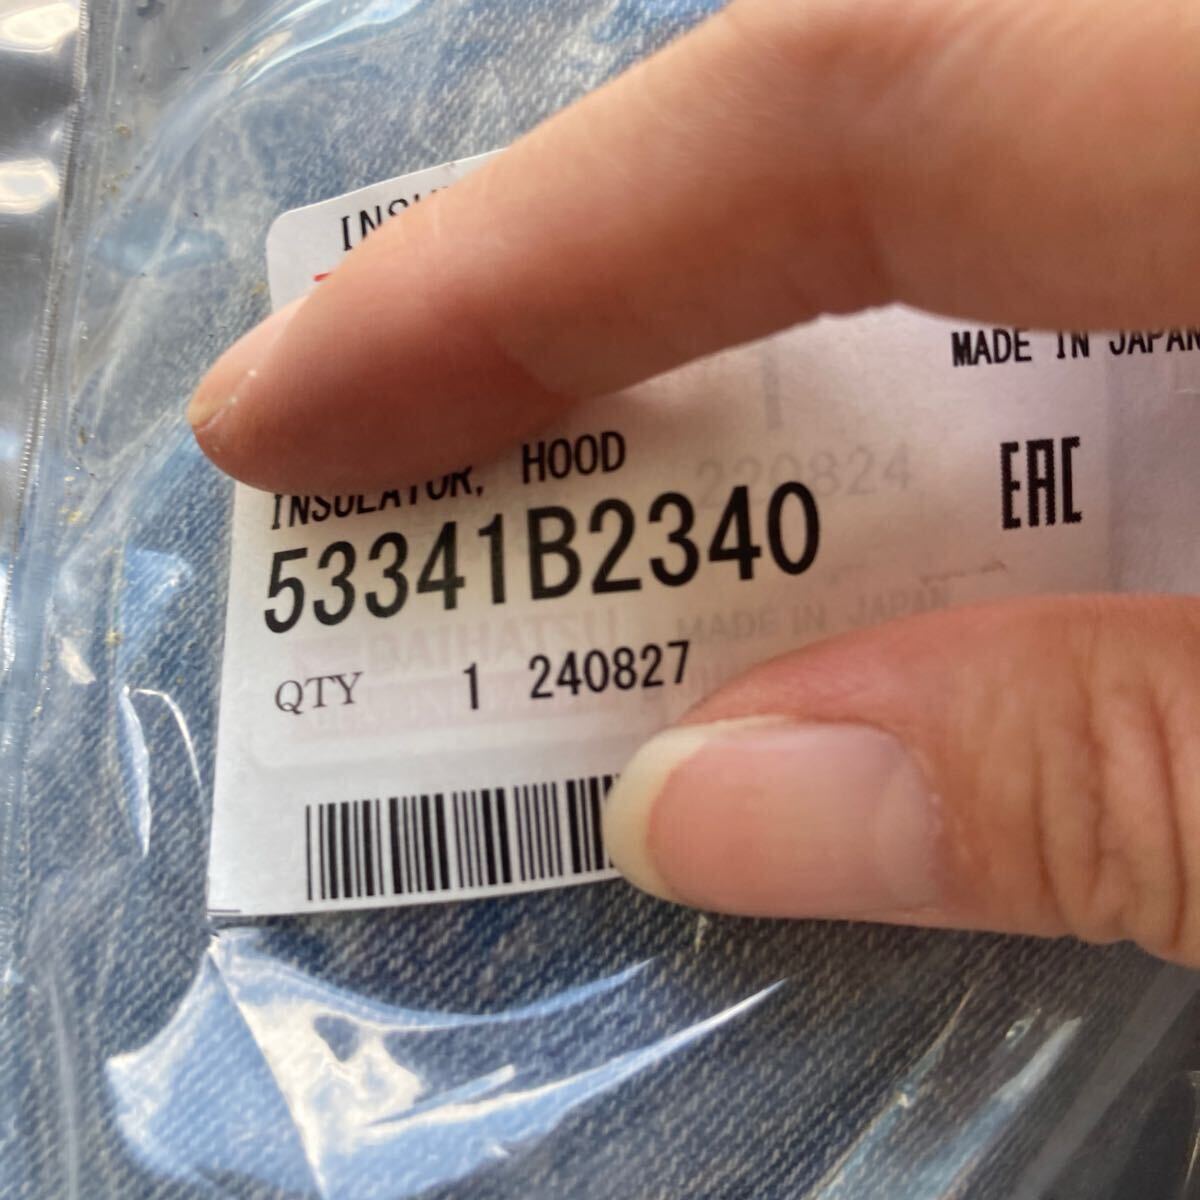 MADE IN JAPAN
INSULATOR, HOOD
220824
EAC
53341B2340
DAIHATSU MADE IN JAPAN
QTY 1 240827